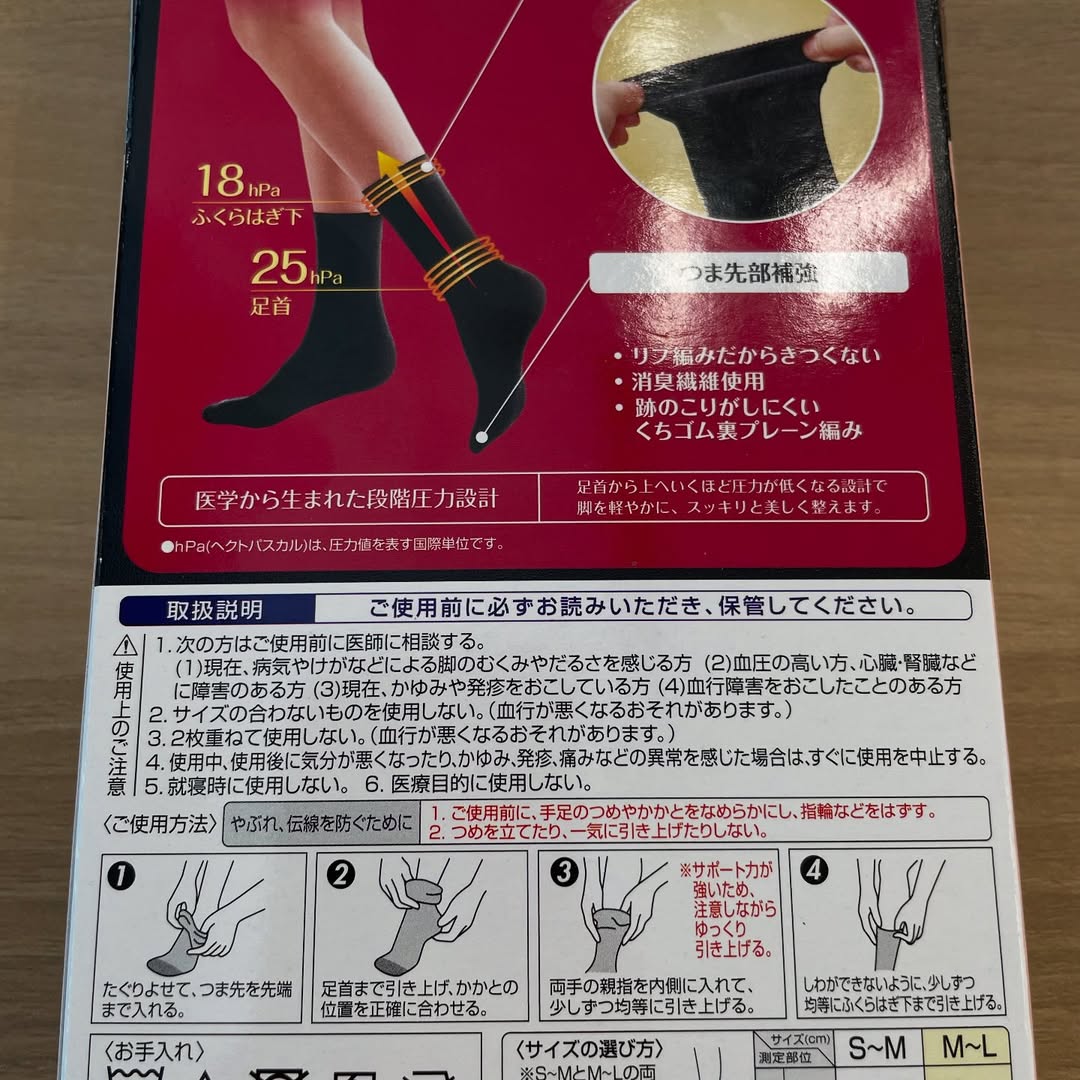 18hPa
ふくらはぎ下
25hPa
足首
つま先部補強
• リブ編みだからきつくない
• 消臭繊維使用
• 跡のこりがしにくい
くちゴム裏プレーン編み
医学から生まれた段階圧力設計
足首から上へいくほど圧力が低くなる設計で
脚を軽やかに、スッキリと美しく整えます。
●hPa(ヘクトパスカル)は、圧力値を表す国際単位です。
取扱説明
ご使用前に必ずお読みいただき、保管してください。
使用上のご注意
1. 次の方はご使用前に医師に相談する。
(1)現在、病気やけがなどによる脚のむくみやだるさを感じる方 (2)血圧の高い方、心臓・腎臓など
に障害のある方 (3)現在、かゆみや発疹をおこしている方 (4)血行障害をおこしたことのある方
2. サイズの合わないものを使用しない。(血行が悪くなるおそれがあります。)
3. 2枚重ねて使用しない。(血行が悪くなるおそれがあります。)
4. 使用中、使用後に気分が悪くなったり、かゆみ、発疹、痛みなどの異常を感じた場合は、すぐに使用を中止する。
5. 就寝時に使用しない。 6. 医療目的に使用しない。
〈ご使用方法〉
やぶれ、伝線を防ぐために
1. ご使用前に、手足のつめやかかとをなめらかにし、指輪などをはずす。
2. つめを立てたり、一気に引き上げたりしない。
1
たぐりよせて、つま先を先端
まで入れる。
2
足首まで引き上げ、かかとの
位置を正確に合わせる。
3
※サポート力が
強いため、
注意しながら
ゆっくり
引き上げる。
両手の親指を内側に入れて、
少しずつ均等に引き上げる。
4
しわができないように、少しずつ
均等にふくらはぎ下まで引き上げる。
〈お手入れ〉
〈サイズの選び方〉
※S~MとM~Lの両
サイズ(cm)
測定部位
S~M
M~L